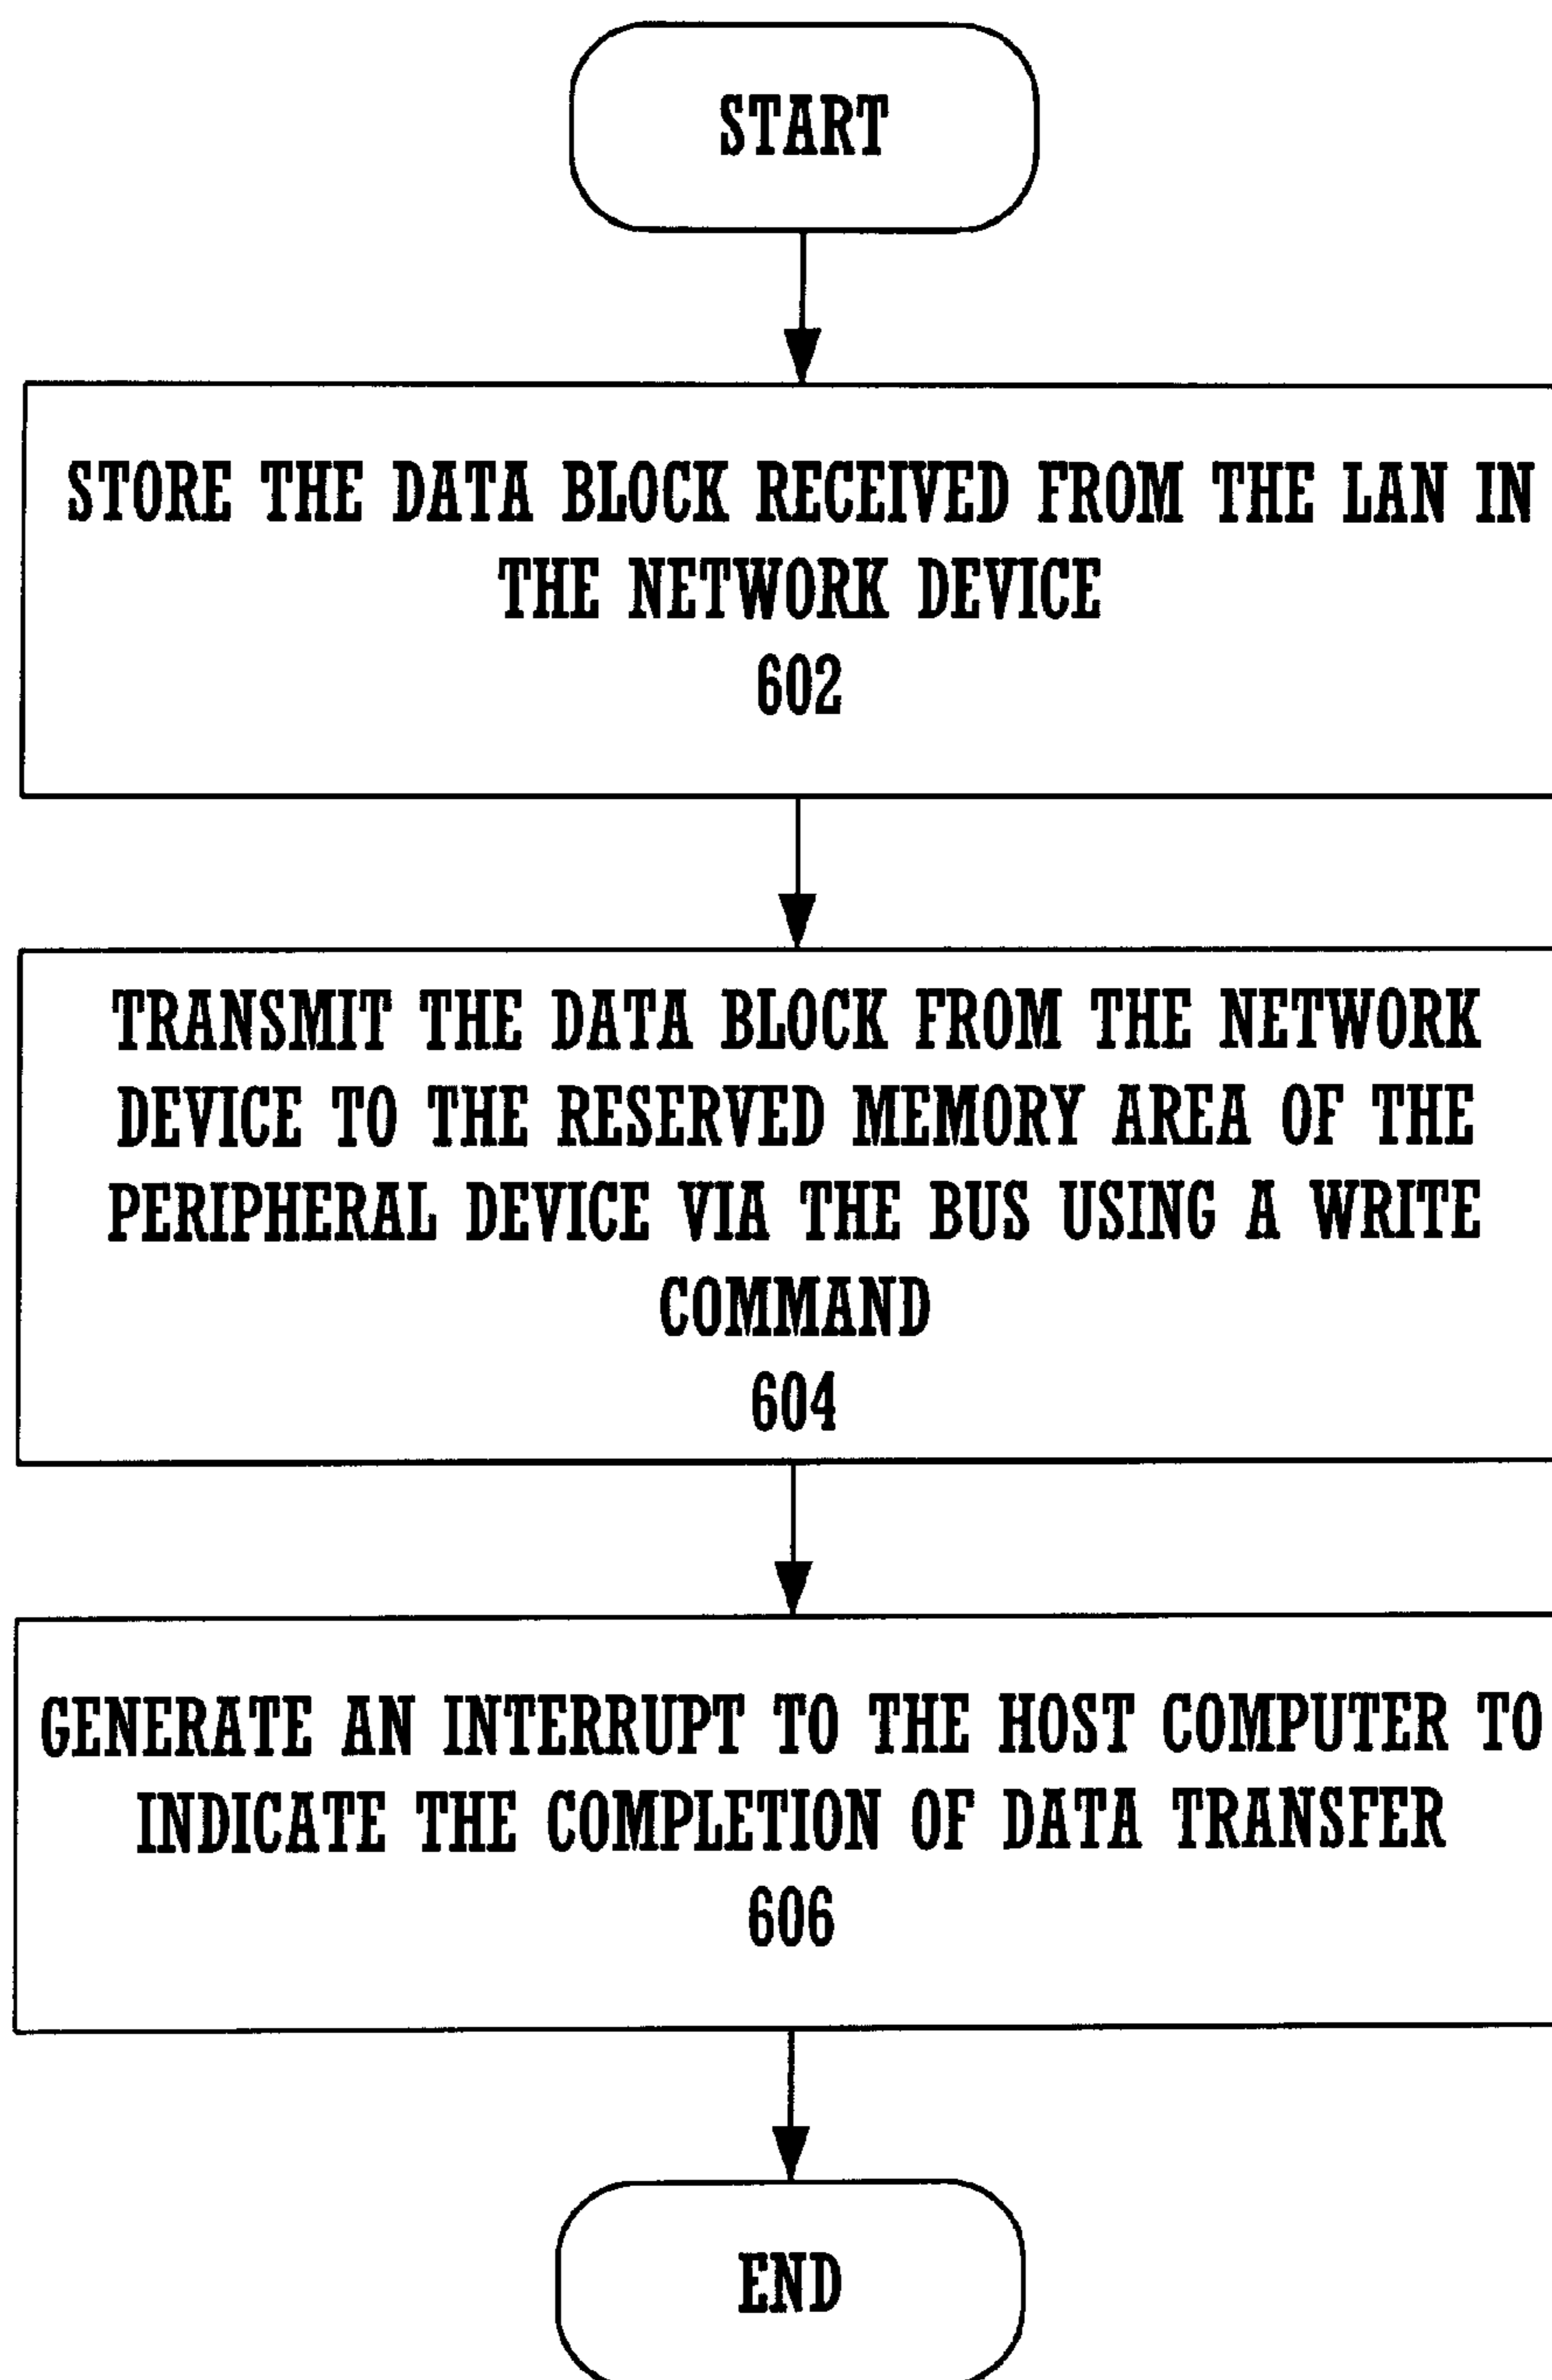 START
STORE THE DATA BLOCK RECEIVED FROM THE LAN IN
THE NETWORK DEVICE
602
TRANSMIT THE DATA BLOCK FROM THE NETWORK
DEVICE TO THE RESERVED MEMORY AREA OF THE
PERIPHERAL DEVICE VIA THE BUS USING A WRITE
COMMAND
604
GENERATE AN INTERRUPT TO THE HOST COMPUTER TO
INDICATE THE COMPLETION OF DATA TRANSFER
606
END